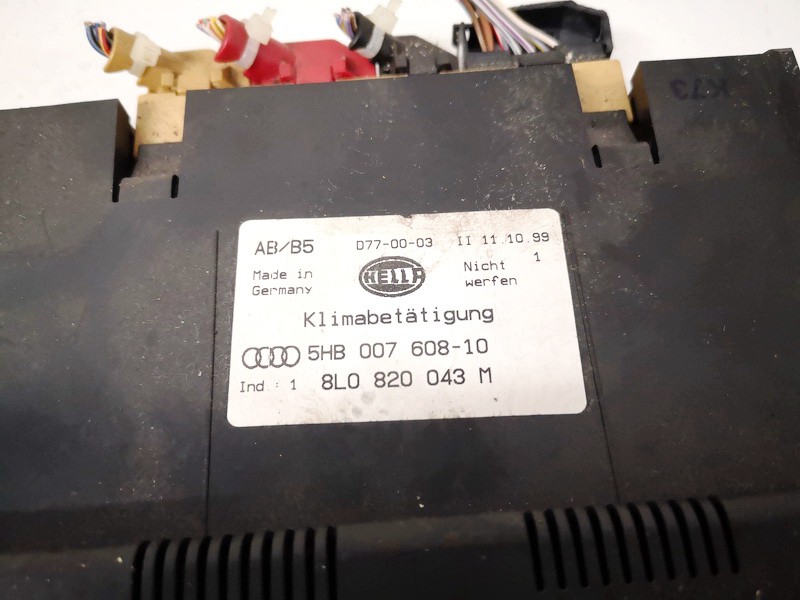 K73
AB/B5 D77-00-03 II 11.10.99
Made in Germany HELLA Nicht werfen 1
Klimabetätigung
5HB 007 608-10
Ind.: 1 8L0 820 043 M